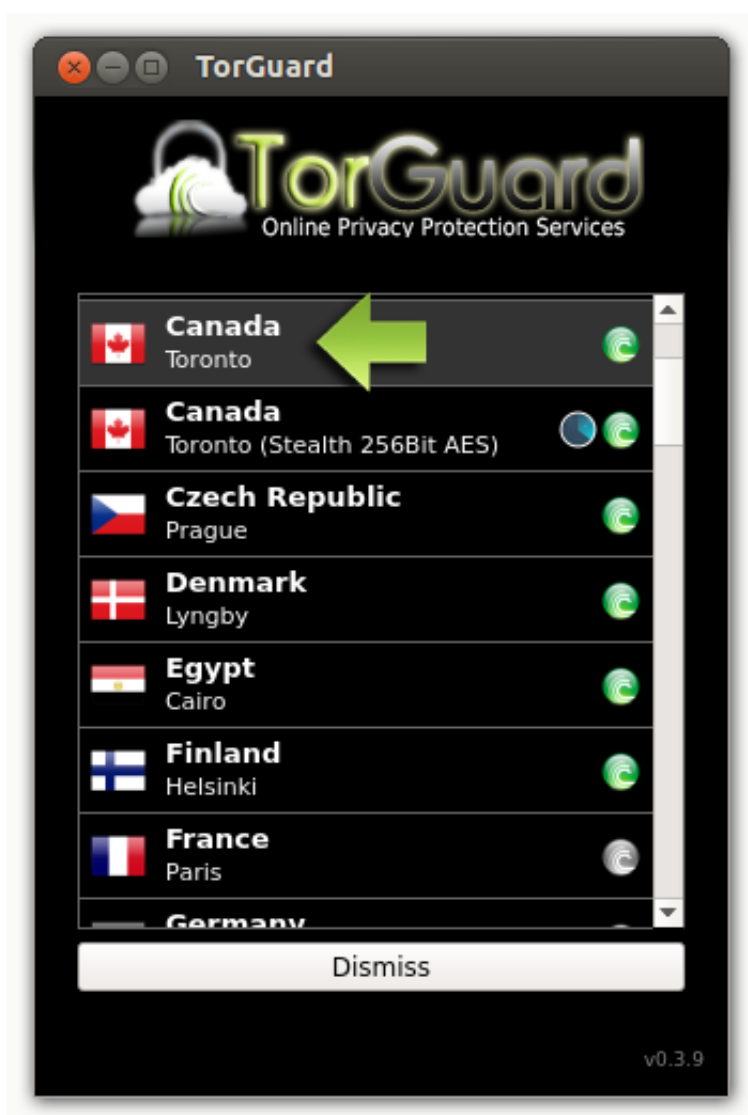 TorGuard
TorGuard
Online Privacy Protection Services
Canada
Toronto
Canada
Toronto (Stealth 256Bit AES)
Czech Republic
Prague
Denmark
Lyngby
Egypt
Cairo
Finland
Helsinki
France
Paris
Germany
Dismiss
v0.3.9